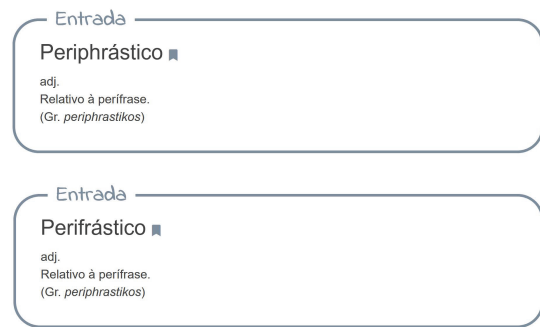 Entrada
Periphrástico
adj.
Relativo à perífrase.
(Gr. periphrastikos)
Entrada
Perifrástico
adj.
Relativo à perífrase.
(Gr. periphrastikos)